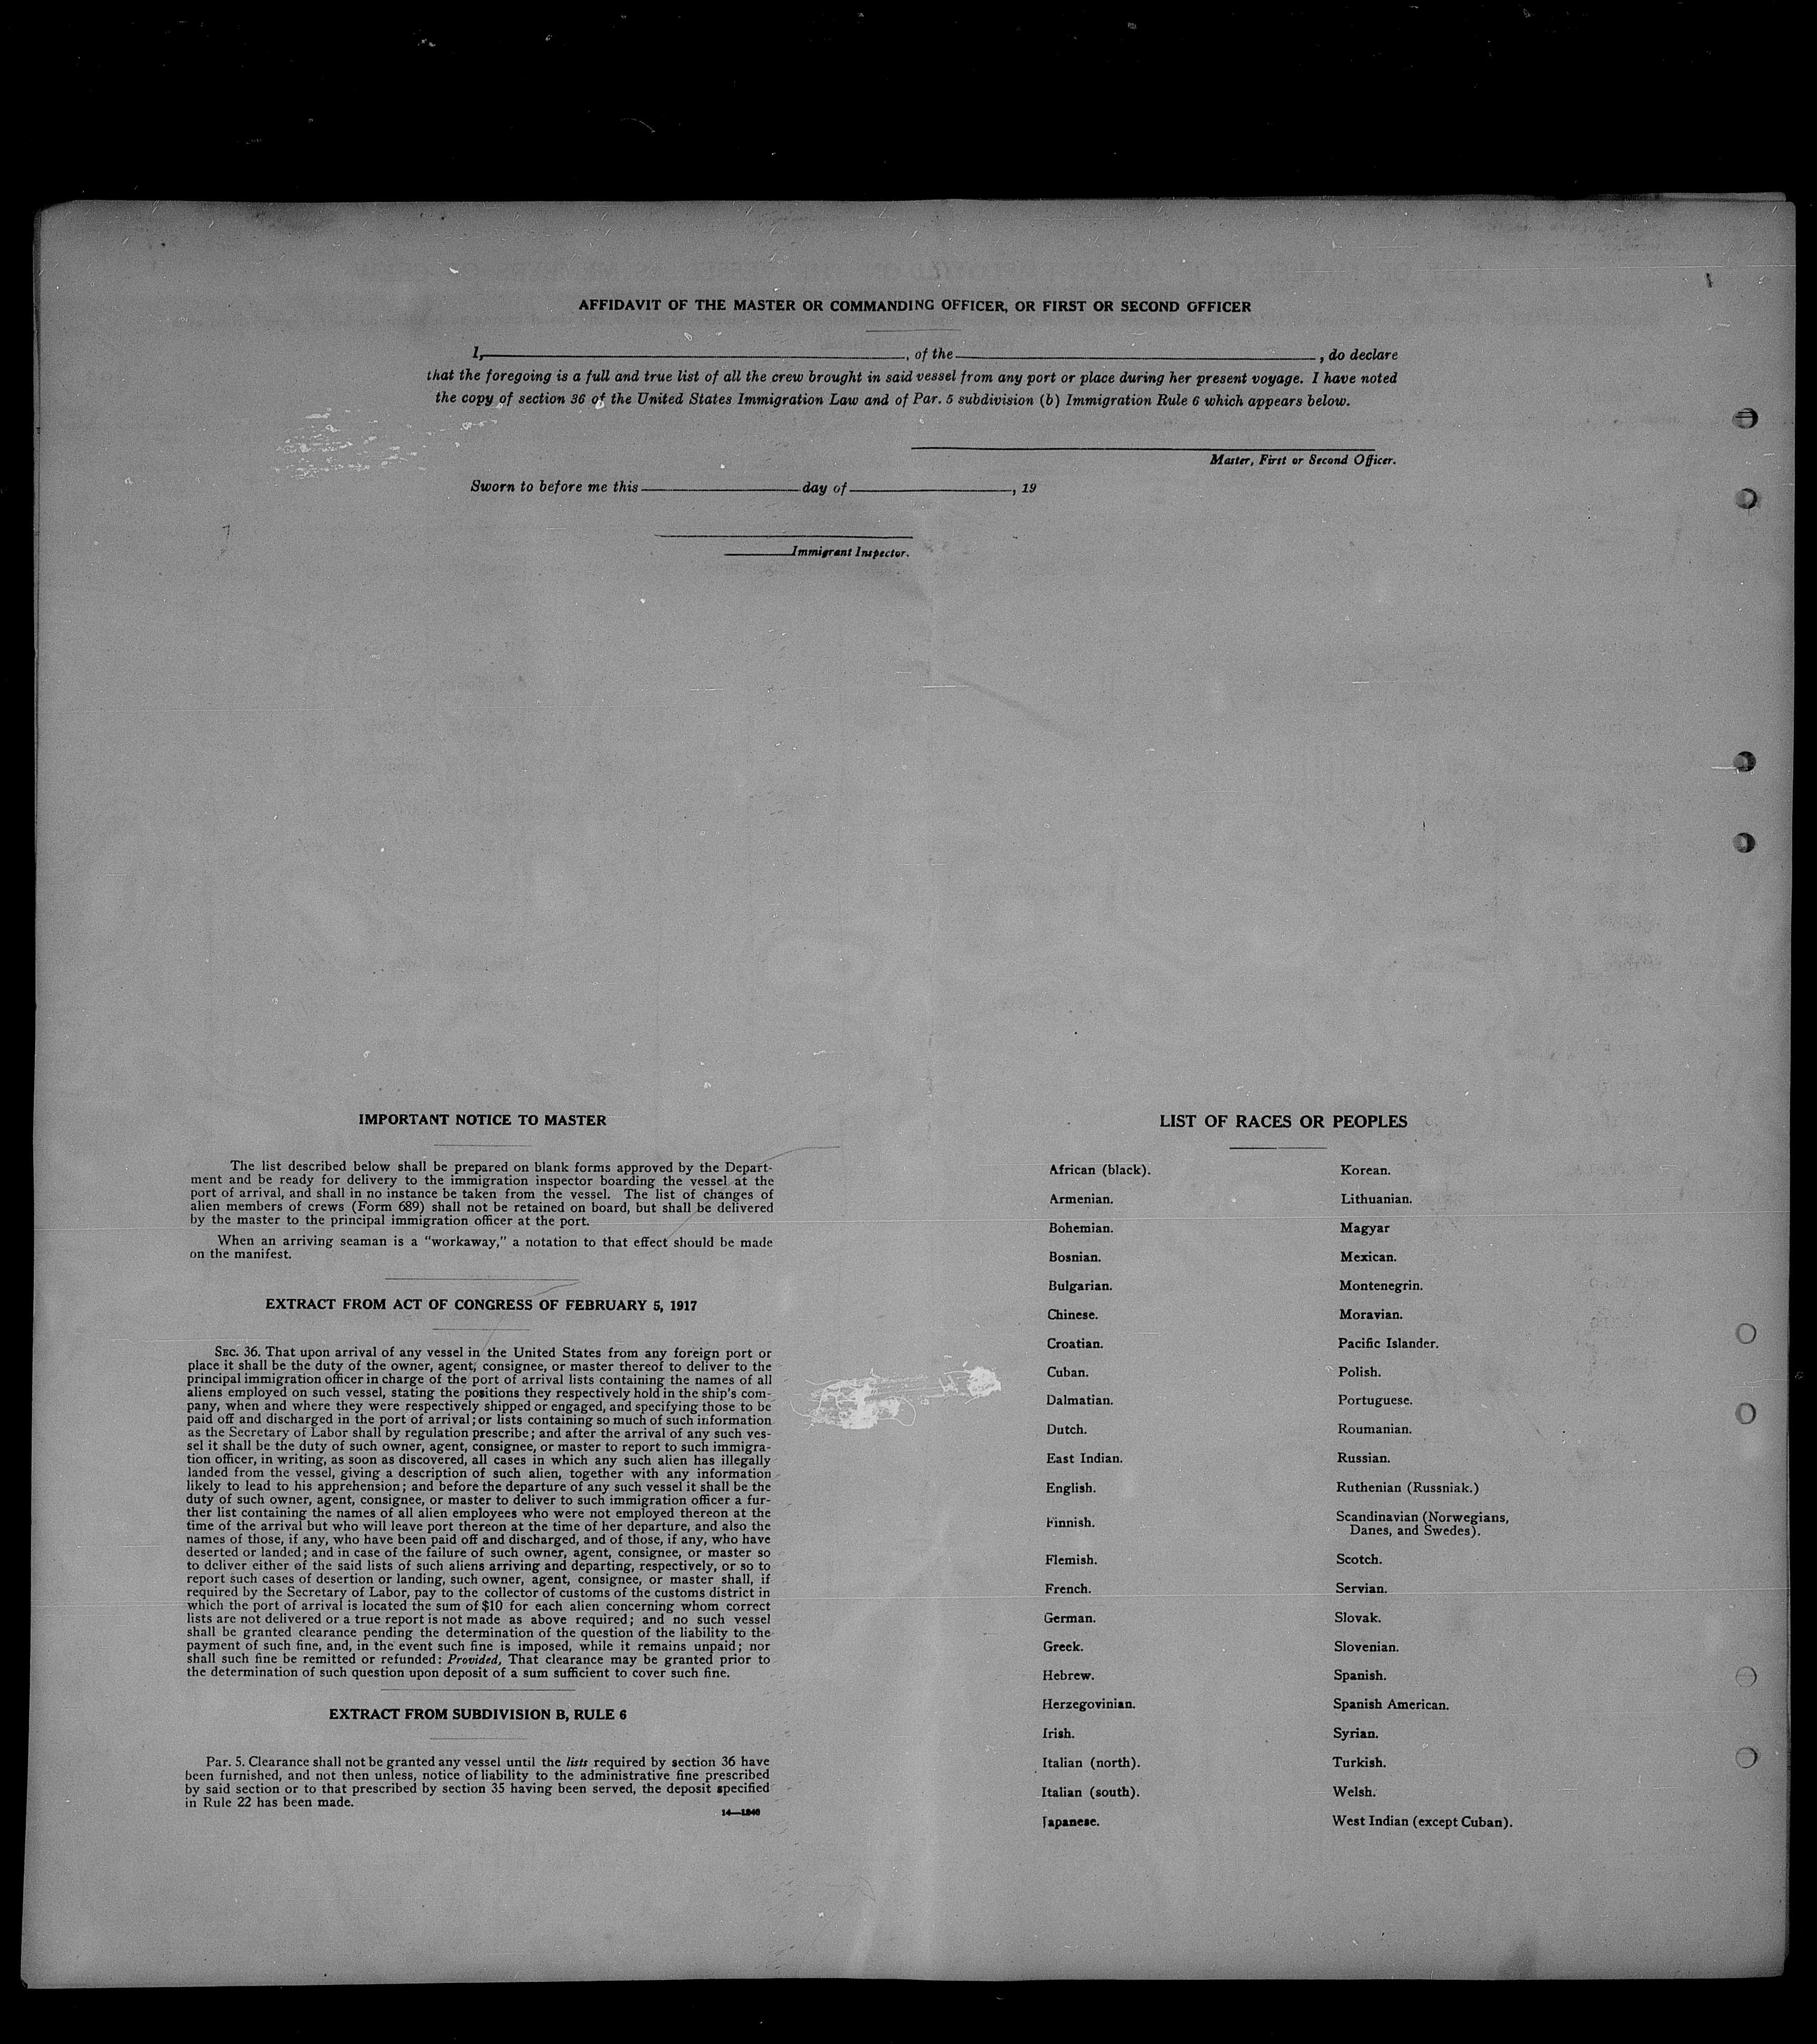 AFFIDAVIT OF THE MASTER OR COMMANDING OFFICER, OR FIRST OR SECOND OFFICER
I, , of the , do declare
that the foregoing is a full and true list of all the crew brought in said vessel from any port or place during her present voyage. I have noted
the copy of section 36 of the United States Immigration Law and of Par. 5 subdivision (b) Immigration Rule 6 which appears below.
Master, First or Second Officer.
Sworn to before me this day of , 19
Immigrant Inspector.
IMPORTANT NOTICE TO MASTER
The list described below shall be prepared on blank forms approved by the Depart-
ment and be ready for delivery to the immigration inspector boarding the vessel at the
port of arrival, and shall in no instance be taken from the vessel. The list of changes of
alien members of crews (Form 689) shall not be retained on board, but shall be delivered
by the master to the principal immigration officer at the port.
When an arriving seaman is a “workaway,” a notation to that effect should be made
on the manifest.
EXTRACT FROM ACT OF CONGRESS OF FEBRUARY 5, 1917
SEC. 36. That upon arrival of any vessel in the United States from any foreign port or
place it shall be the duty of the owner, agent, consignee, or master thereof to deliver to the
principal immigration officer in charge of the port of arrival lists containing the names of all
aliens employed on such vessel, stating the positions they respectively hold in the ship's com-
pany, when and where they were respectively shipped or engaged, and specifying those to be
paid off and discharged in the port of arrival; or lists containing so much of such information
as the Secretary of Labor shall by regulation prescribe; and after the arrival of any such ves-
sel it shall be the duty of such owner, agent, consignee, or master to report to such immigra-
tion officer, in writing, as soon as discovered, all cases in which any such alien has illegally
landed from the vessel, giving a description of such alien, together with any information
likely to lead to his apprehension; and before the departure of any such vessel it shall be the
duty of such owner, agent, consignee, or master to deliver to such immigration officer a fur-
ther list containing the names of all alien employees who were not employed thereon at the
time of the arrival but who will leave port thereon at the time of her departure, and also the
names of those, if any, who have been paid off and discharged, and of those, if any, who have
deserted or landed; and in case of the failure of such owner, agent, consignee, or master so
to deliver either of the said lists of such aliens arriving and departing, respectively, or so to
report such cases of desertion or landing, such owner, agent, consignee, or master shall, if
required by the Secretary of Labor, pay to the collector of customs of the customs district in
which the port of arrival is located the sum of $10 for each alien concerning whom correct
lists are not delivered or a true report is not made as above required; and no such vessel
shall be granted clearance pending the determination of the question of the liability to the
payment of such fine, and, in the event such fine is imposed, while it remains unpaid; nor
shall such fine be remitted or refunded: Provided, That clearance may be granted prior to
the determination of such question upon deposit of a sum sufficient to cover such fine.
EXTRACT FROM SUBDIVISION B, RULE 6
Par. 5. Clearance shall not be granted any vessel until the lists required by section 36 have
been furnished, and not then unless, notice of liability to the administrative fine prescribed
by said section or to that prescribed by section 35 having been served, the deposit specified
in Rule 22 has been made.
LIST OF RACES OR PEOPLES
African (black).
Armenian.
Bohemian.
Bosnian.
Bulgarian.
Chinese.
Croatian.
Cuban.
Dalmatian.
Dutch.
East Indian.
English.
Finnish.
Flemish.
French.
German.
Greek.
Hebrew.
Herzegovinian.
Irish.
Italian (north).
Italian (south).
Japanese.
Korean.
Lithuanian.
Magyar
Mexican.
Montenegrin.
Moravian.
Pacific Islander.
Polish.
Portuguese.
Roumanian.
Russian.
Ruthenian (Russniak.)
Scandinavian (Norwegians,
Danes, and Swedes).
Scotch.
Servian.
Slovak.
Slovenian.
Spanish.
Spanish American.
Syrian.
Turkish.
Welsh.
West Indian (except Cuban).